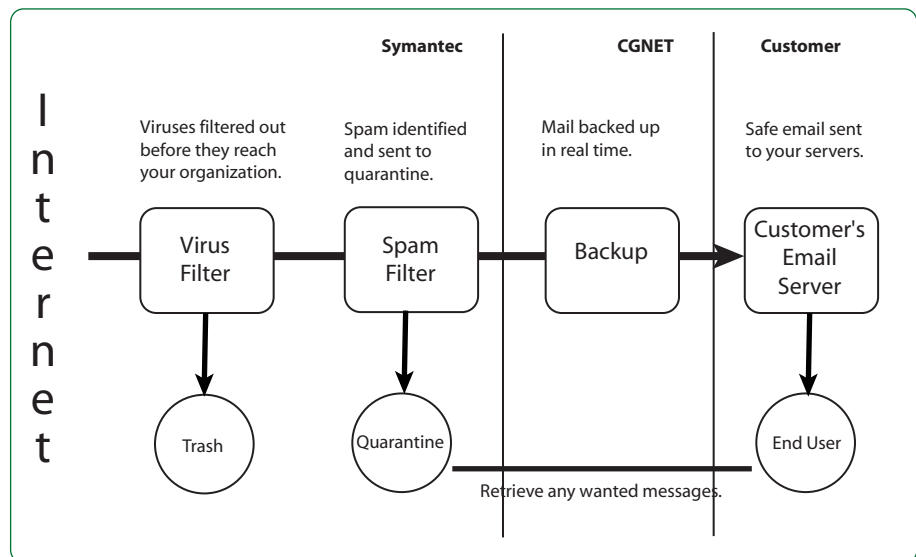 Internet
Symantec
CGNET
Customer
Viruses filtered out
before they reach
your organization.
Spam identified
and sent to
quarantine.
Mail backed up
in real time.
Safe email sent
to your servers.
Virus
Filter
Spam
Filter
Backup
Customer's
Email
Server
Trash
Quarantine
End User
Retrieve any wanted messages.